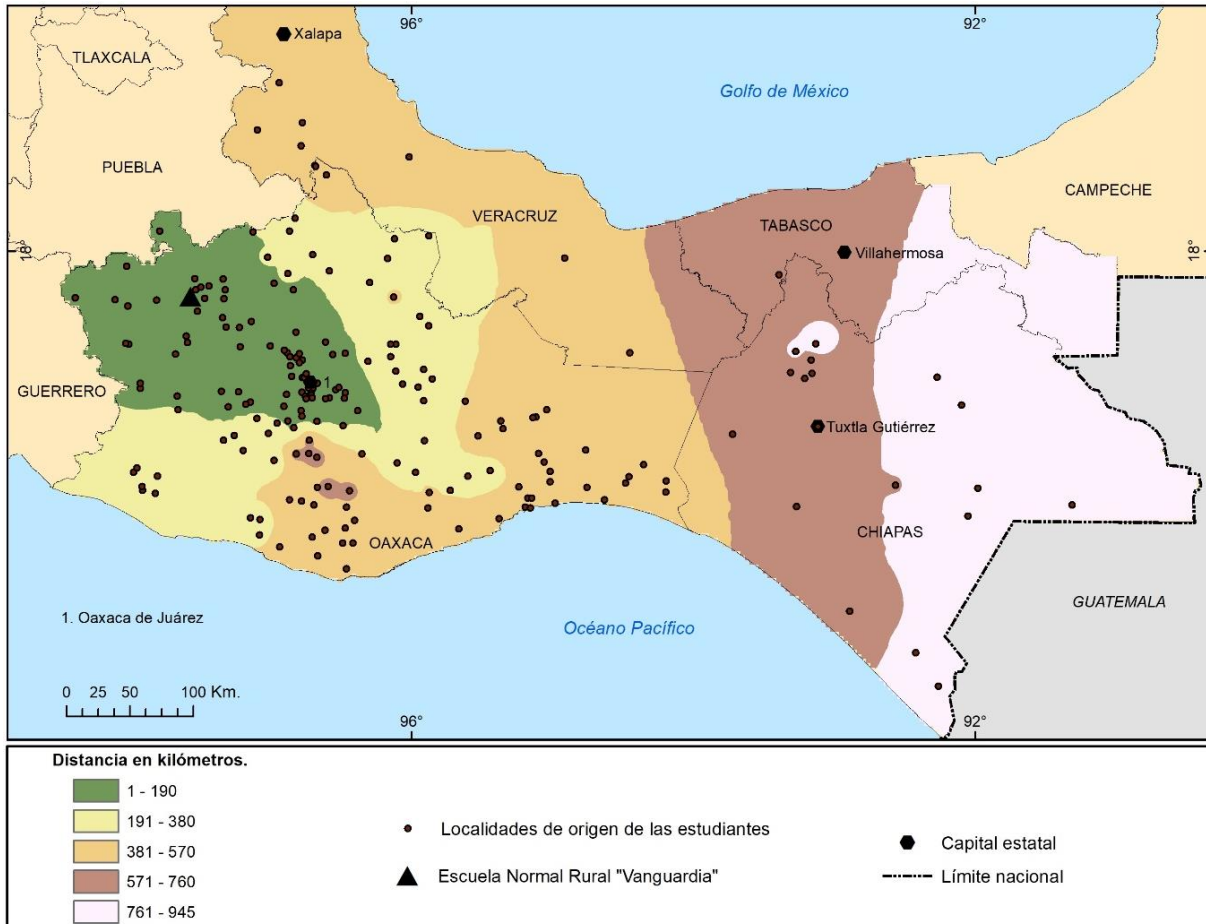 96°
92°
Xalapa
TLAXCALA
Golfo de México
PUEBLA
CAMPECHE
VERACRUZ
TABASCO
18°
Villahermosa
18°
GUERRERO
1
Tuxtla Gutiérrez
OAXACA
CHIAPAS
GUATEMALA
1. Oaxaca de Juárez
Océano Pacífico
0 25 50 100 Km.
96°
92°
Distancia en kilómetros.
1 - 190
191 - 380
381 - 570
571 - 760
761 - 945
Localidades de origen de las estudiantes
Escuela Normal Rural "Vanguardia"
Capital estatal
Límite nacional